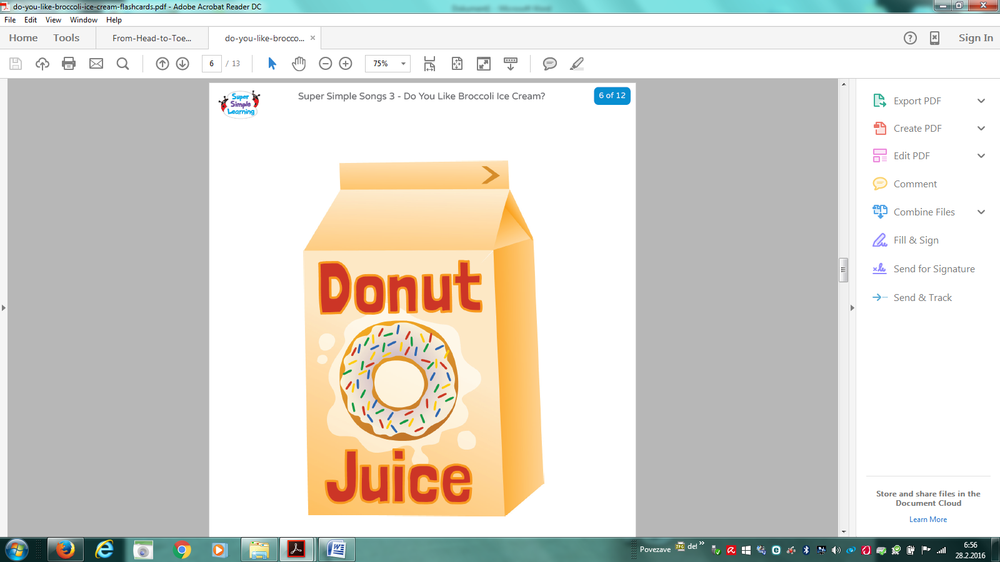 do-you-like-broccoli-ice-cream-flashcards.pdf - Adobe Acrobat Reader DC
File Edit View Window Help
Home Tools From-Head-to-Toe... do-you-like-brocco... × Sign In
6 / 13 75%
Super Simple Learning
Super Simple Songs 3 - Do You Like Broccoli Ice Cream?
6 of 12
Donut
Juice
Export PDF
Create PDF
Edit PDF
Comment
Combine Files
Fill & Sign
Send for Signature
Send & Track
Store and share files in the
Document Cloud
Learn More
Povezave
6:56
28.2.2016